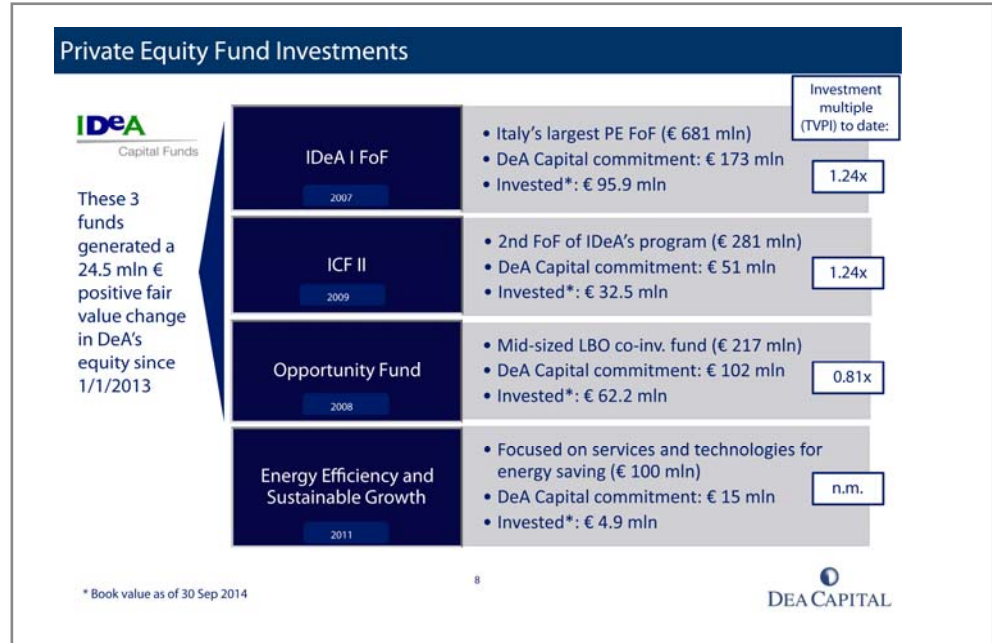 Private Equity Fund Investments
Investment
multiple
(TVPI) to date:
IDeA
Capital Funds
These 3
funds
generated a
24.5 mln €
positive fair
value change
in DeA's
equity since
1/1/2013
IDeA I FoF
2007
• Italy's largest PE FoF (€ 681 mln)
• DeA Capital commitment: € 173 mln
• Invested*: € 95.9 mln
1.24x
ICF II
2009
• 2nd FoF of IDeA's program (€ 281 mln)
• DeA Capital commitment: € 51 mln
• Invested*: € 32.5 mln
1.24x
Opportunity Fund
2008
• Mid-sized LBO co-inv. fund (€ 217 mln)
• DeA Capital commitment: € 102 mln
• Invested*: € 62.2 mln
0.81x
Energy Efficiency and
Sustainable Growth
2011
• Focused on services and technologies for
energy saving (€ 100 mln)
• DeA Capital commitment: € 15 mln
• Invested*: € 4.9 mln
n.m.
* Book value as of 30 Sep 2014
8
DEA CAPITAL